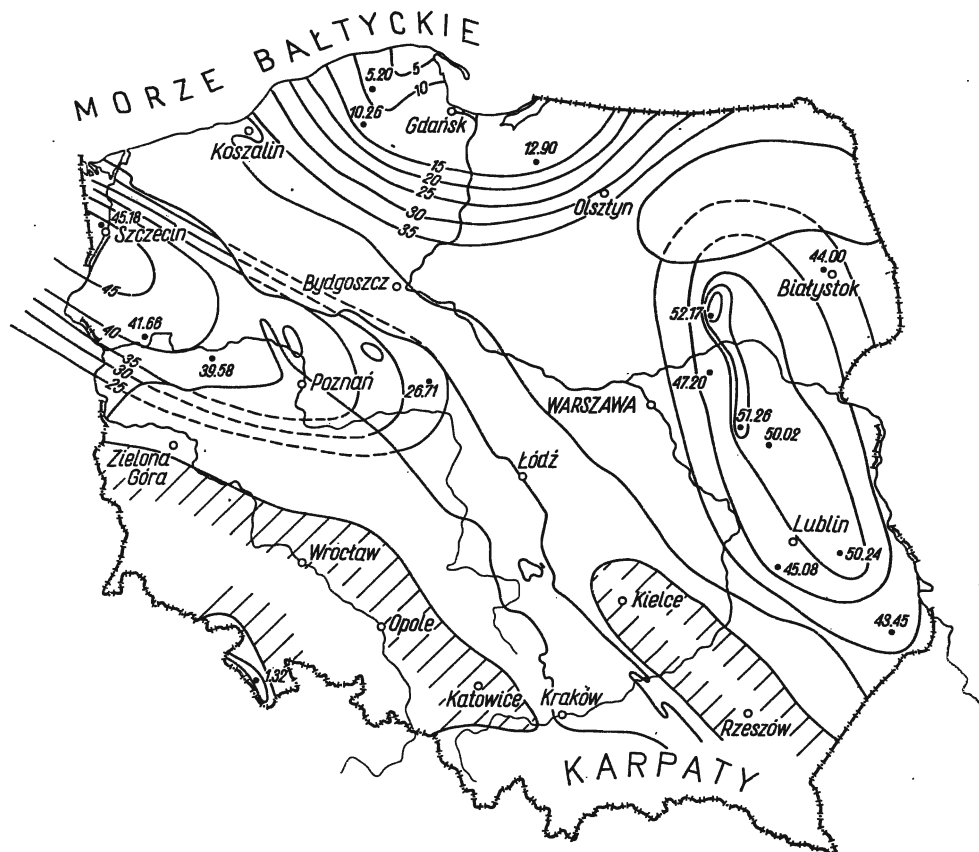 MORZE BAŁTYCKIE
5.20
5
10
10.26
Gdańsk
Koszalin
12.90
15
20
25
30
35
Olsztyn
45.18
Szczecin
44.00
Białystok
Bydgoszcz
45
52.17
40
41.66
35
30
25
39.58
Poznań
26.71
47.20
WARSZAWA
51.26
50.02
Zielona
Góra
Łódź
Lublin
Wrocław
50.24
45.08
Kielce
Opole
43.45
1.32
Katowice
Kraków
Rzeszów
KARPATY